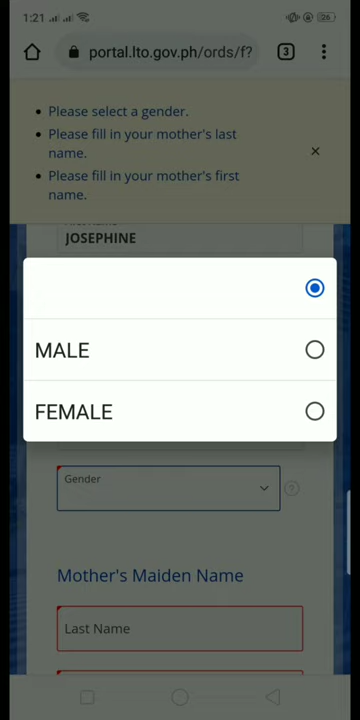 1:21
26
portal.lto.gov.ph/ords/f?
3
Please select a gender.
Please fill in your mother's last
name.
Please fill in your mother's first
name.
JOSEPHINE
MALE
FEMALE
Gender
?
Mother's Maiden Name
Last Name